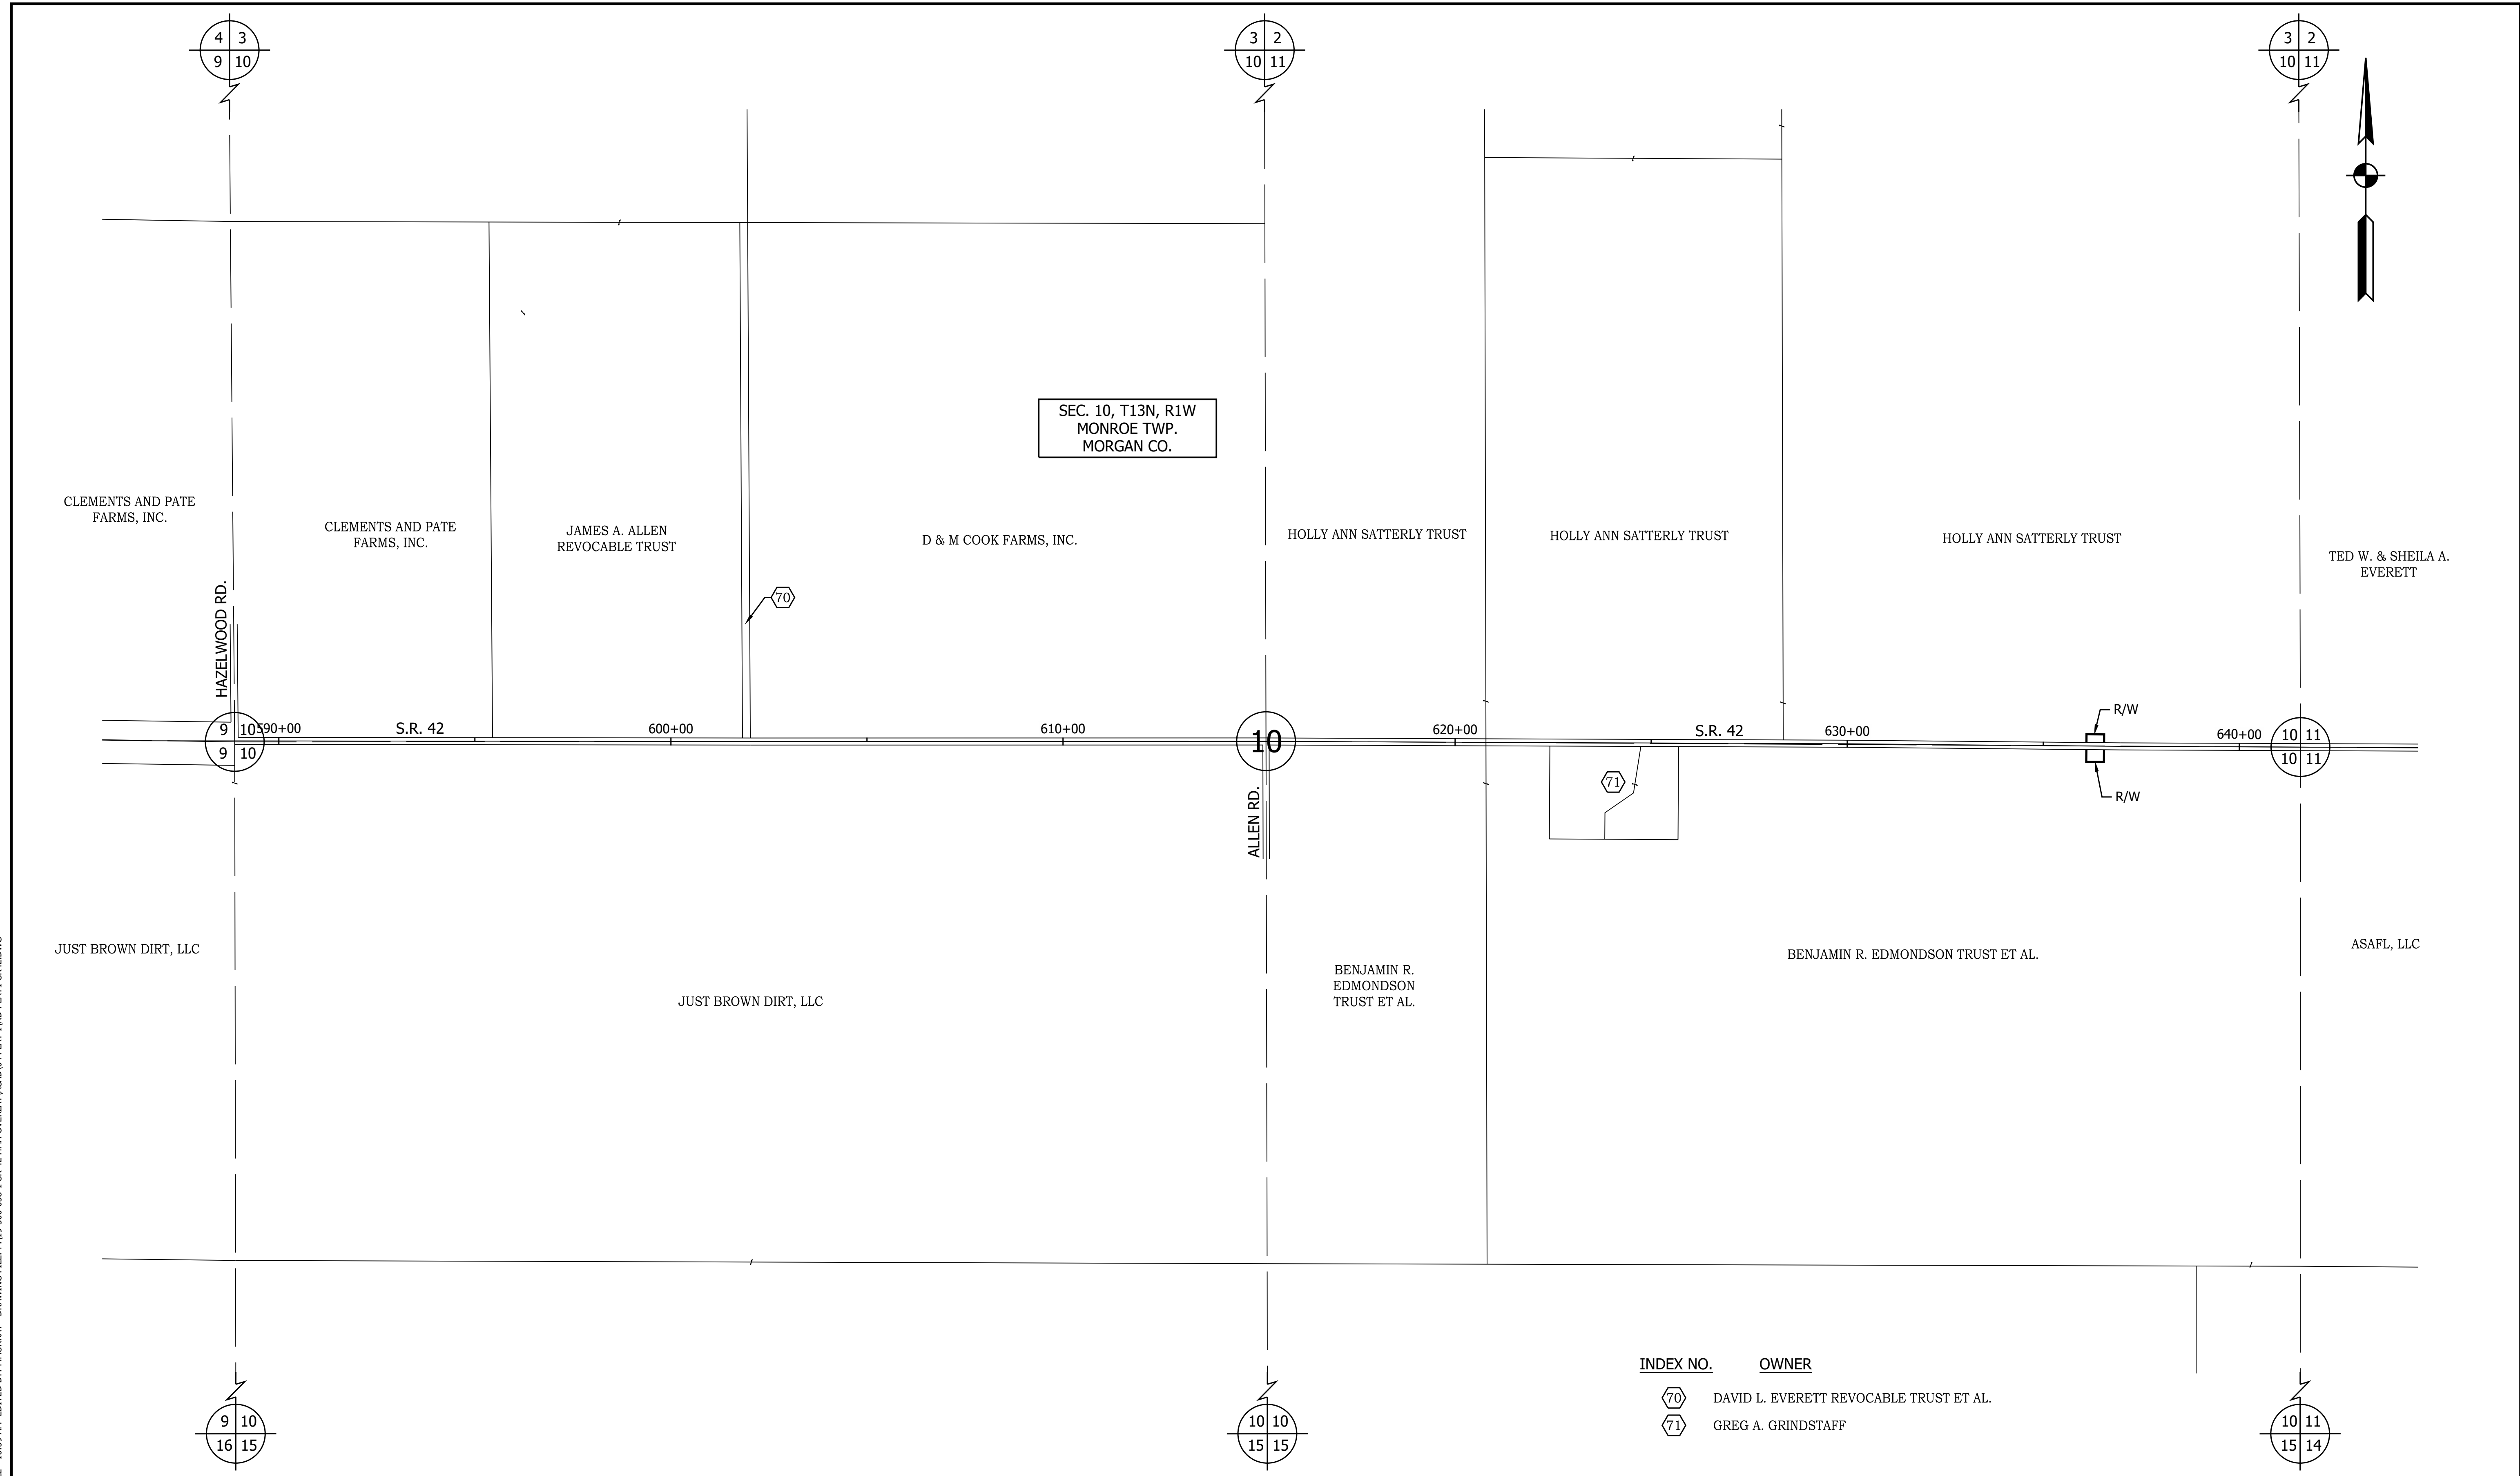 4 3
9 10
3 2
10 11
3 2
10 11
SEC. 10, T13N, R1W
MONROE TWP.
MORGAN CO.
CLEMENTS AND PATE
FARMS, INC.
CLEMENTS AND PATE
FARMS, INC.
JAMES A. ALLEN
REVOCABLE TRUST
D & M COOK FARMS, INC.
HOLLY ANN SATTERLY TRUST
HOLLY ANN SATTERLY TRUST
HOLLY ANN SATTERLY TRUST
TED W. & SHEILA A.
EVERETT
HAZELWOOD RD.
70
R/W
9 10
9 10
590+00
S.R. 42
600+00
610+00
10
620+00
S.R. 42
630+00
640+00
10 11
10 11
71
R/W
ALLEN RD.
JUST BROWN DIRT, LLC
JUST BROWN DIRT, LLC
BENJAMIN R.
EDMONDSON
TRUST ET AL.
BENJAMIN R. EDMONDSON TRUST ET AL.
ASAFL, LLC
INDEX NO. OWNER
70 DAVID L. EVERETT REVOCABLE TRUST ET AL.
71 GREG A. GRINDSTAFF
9 10
16 15
10 10
15 15
10 11
15 14